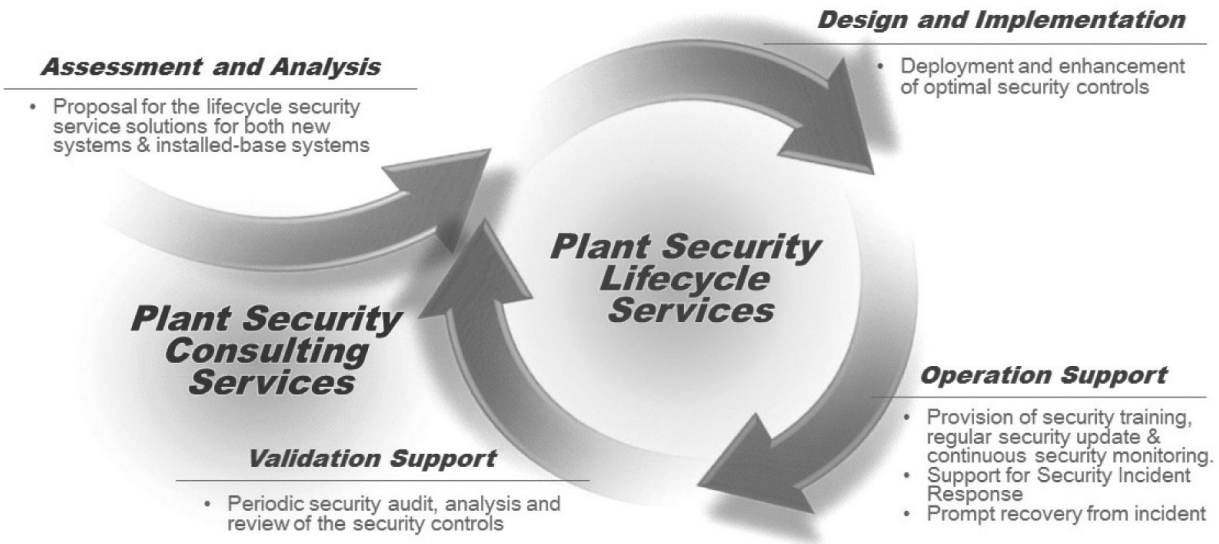 Design and Implementation
• Deployment and enhancement
of optimal security controls
Assessment and Analysis
• Proposal for the lifecycle security
service solutions for both new
systems & installed-base systems
Plant Security
Lifecycle
Services
Plant Security
Consulting
Services
Operation Support
• Provision of security training,
regular security update &
continuous security monitoring.
• Support for Security Incident
Response
• Prompt recovery from incident
Validation Support
• Periodic security audit, analysis and
review of the security controls